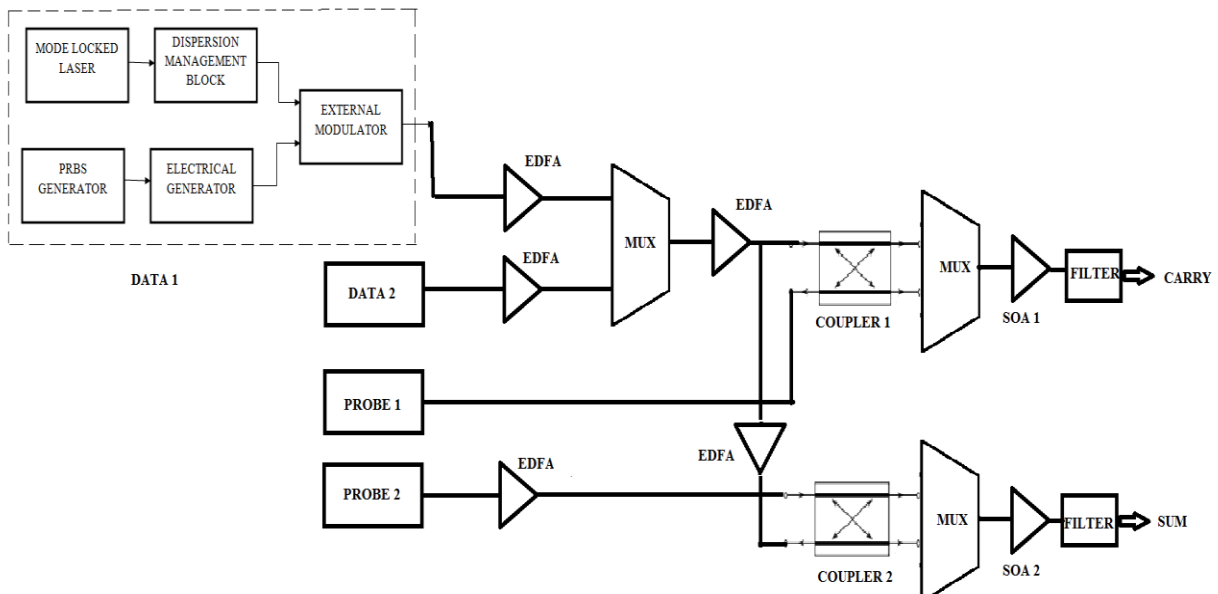 MODE LOCKED
LASER
DISPERSION
MANAGEMENT
BLOCK
EXTERNAL
MODULATOR
PRBS
GENERATOR
ELECTRICAL
GENERATOR
DATA 1
EDFA
EDFA
DATA 2
MUX
EDFA
COUPLER 1
MUX
SOA 1
FILTER
CARRY
PROBE 1
EDFA
PROBE 2
EDFA
COUPLER 2
MUX
SOA 2
FILTER
SUM